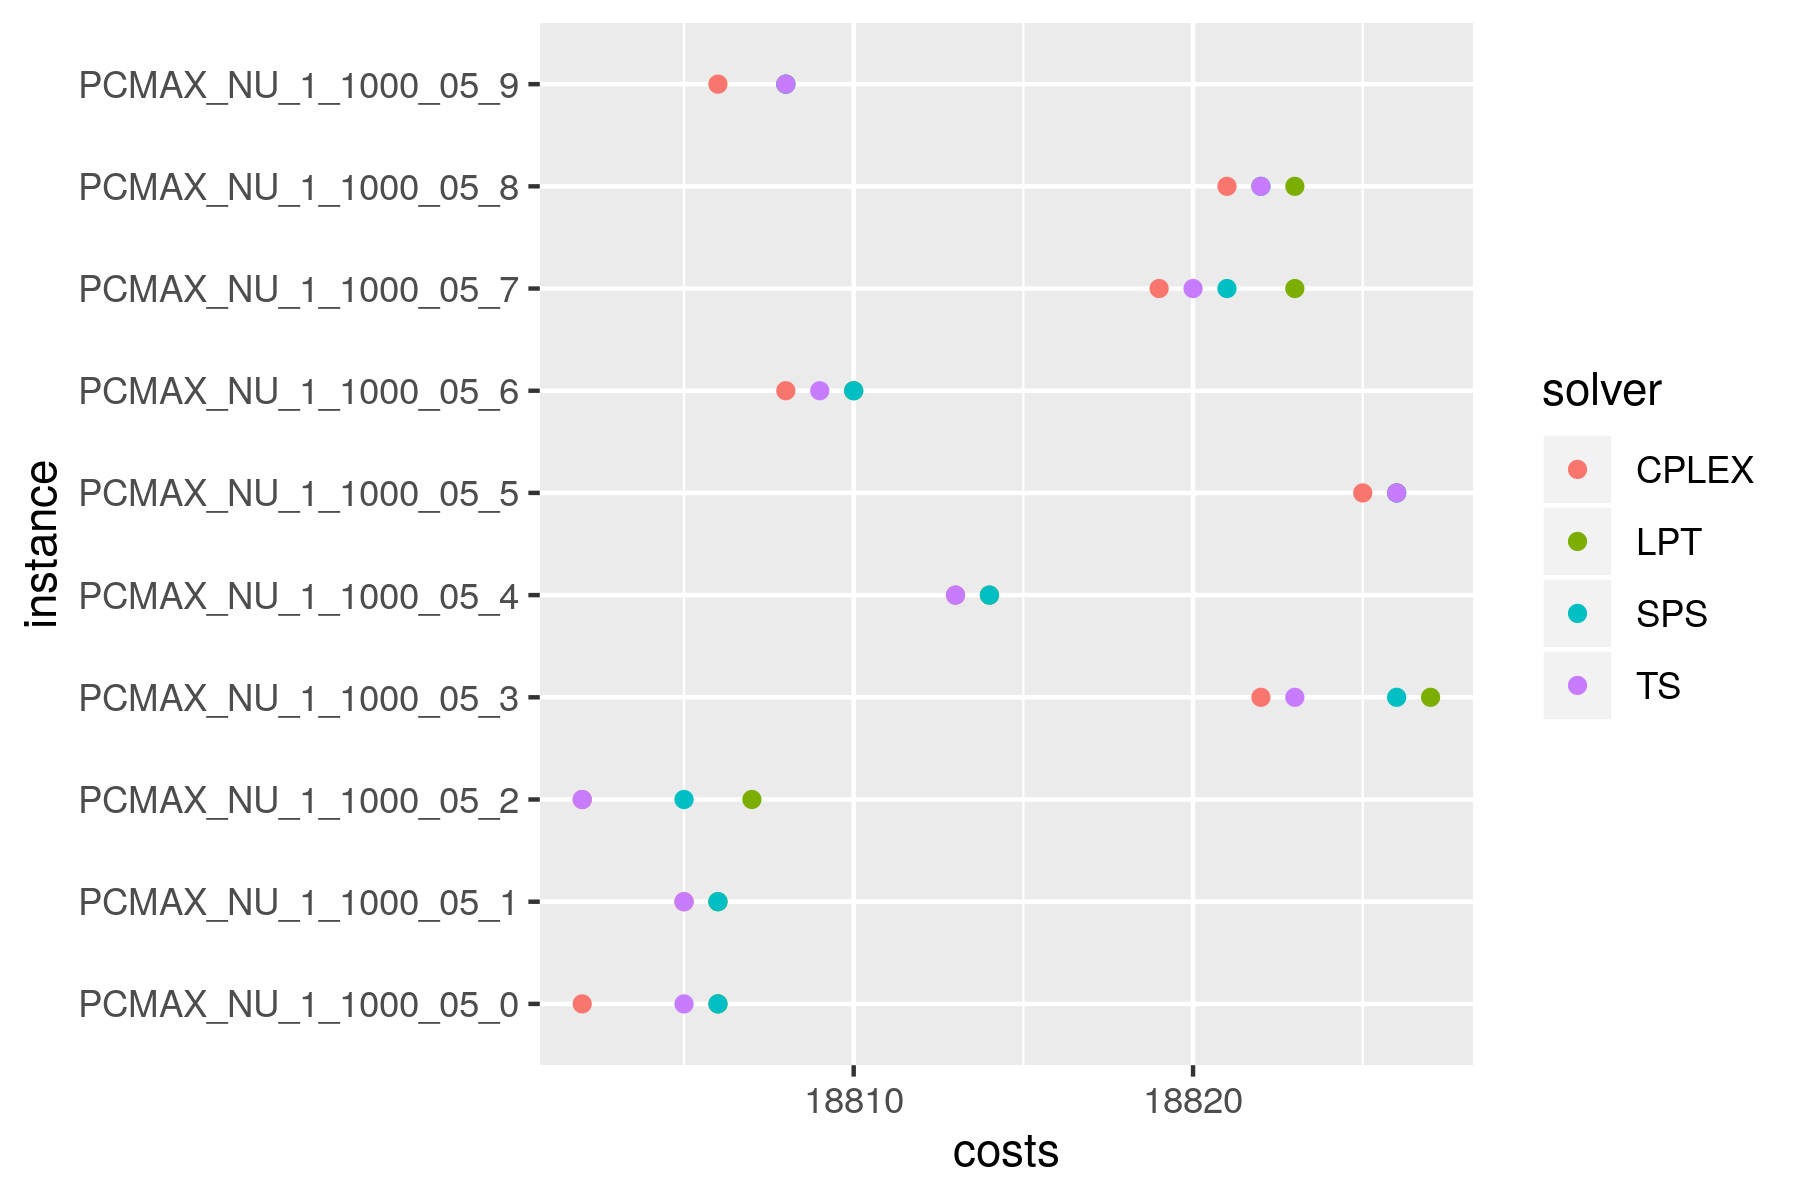 PCMAX_NU_1_1000_05_9
PCMAX_NU_1_1000_05_8
PCMAX_NU_1_1000_05_7
PCMAX_NU_1_1000_05_6
PCMAX_NU_1_1000_05_5
PCMAX_NU_1_1000_05_4
PCMAX_NU_1_1000_05_3
PCMAX_NU_1_1000_05_2
PCMAX_NU_1_1000_05_1
PCMAX_NU_1_1000_05_0
instance
18810
18820
costs
solver
CPLEX
LPT
SPS
TS